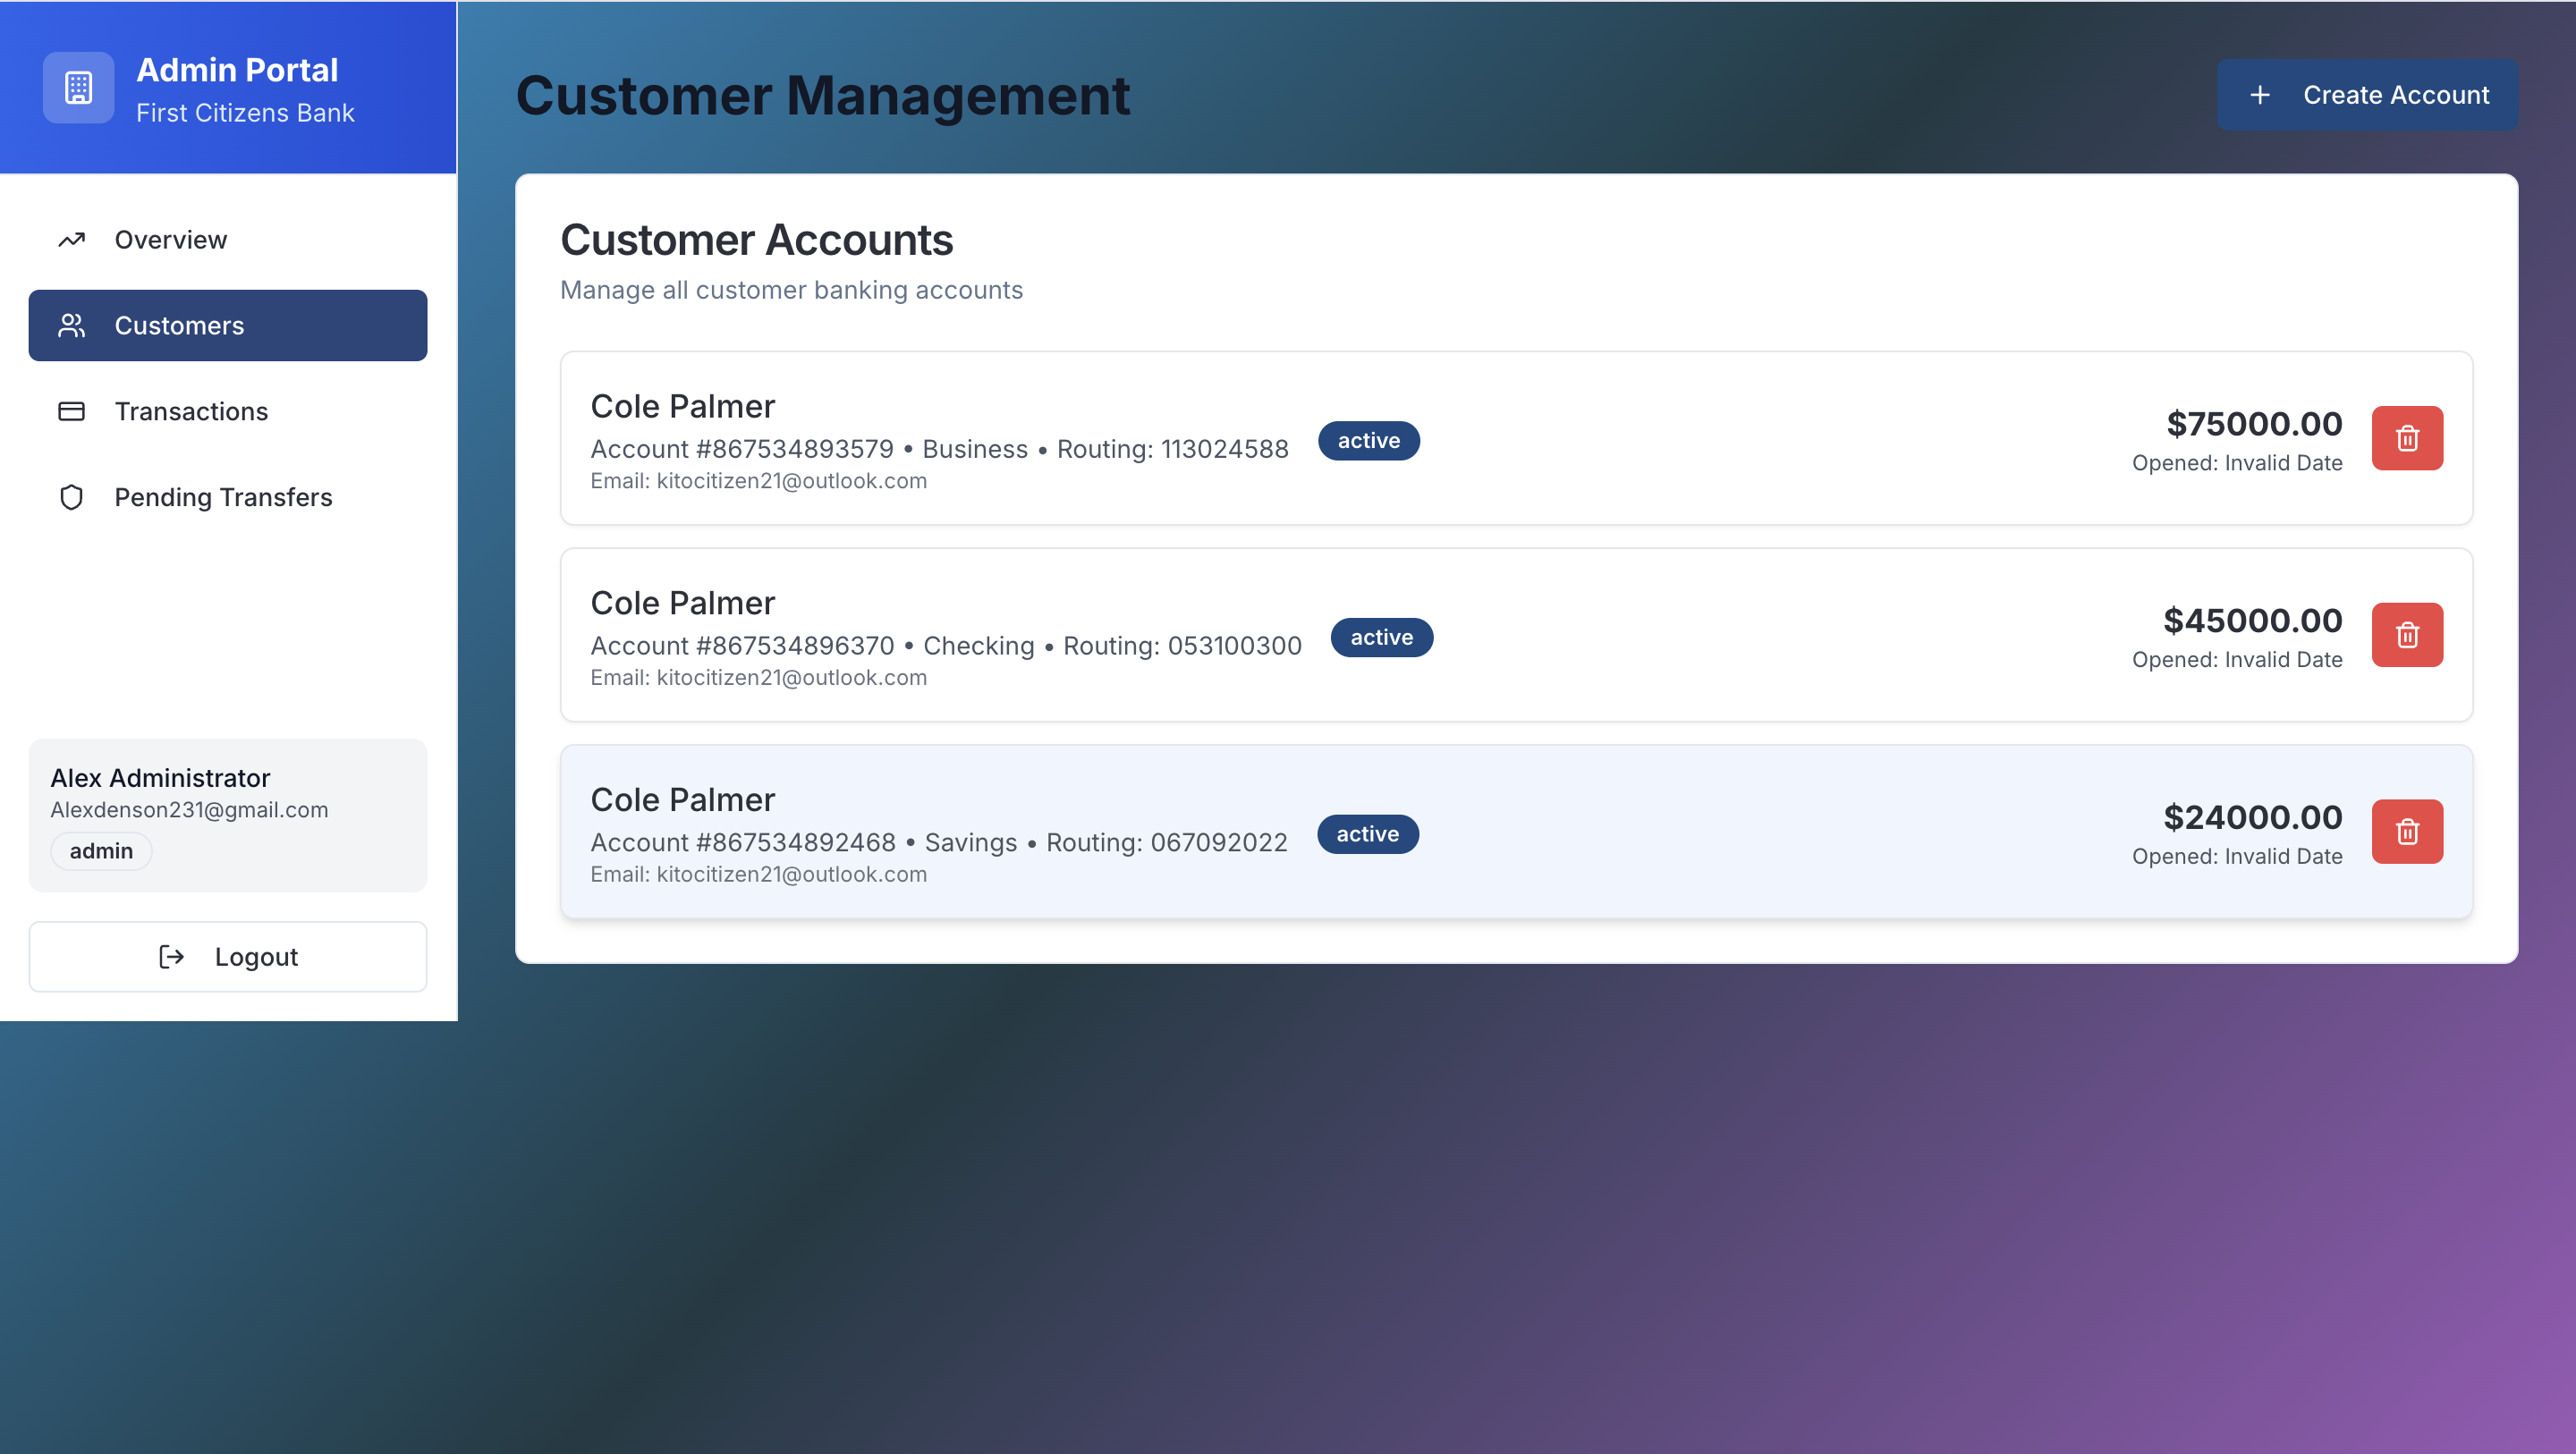 Admin Portal
First Citizens Bank
Overview
Customers
Transactions
Pending Transfers
Alex Administrator
Alexdenson231@gmail.com
admin
Logout
Customer Management
Create Account
Customer Accounts
Manage all customer banking accounts
Cole Palmer
Account #867534893579 • Business • Routing: 113024588
active
Email: kitocitizen21@outlook.com
$75000.00
Opened: Invalid Date
Cole Palmer
Account #867534896370 • Checking • Routing: 053100300
active
Email: kitocitizen21@outlook.com
$45000.00
Opened: Invalid Date
Cole Palmer
Account #867534892468 • Savings • Routing: 067092022
active
Email: kitocitizen21@outlook.com
$24000.00
Opened: Invalid Date